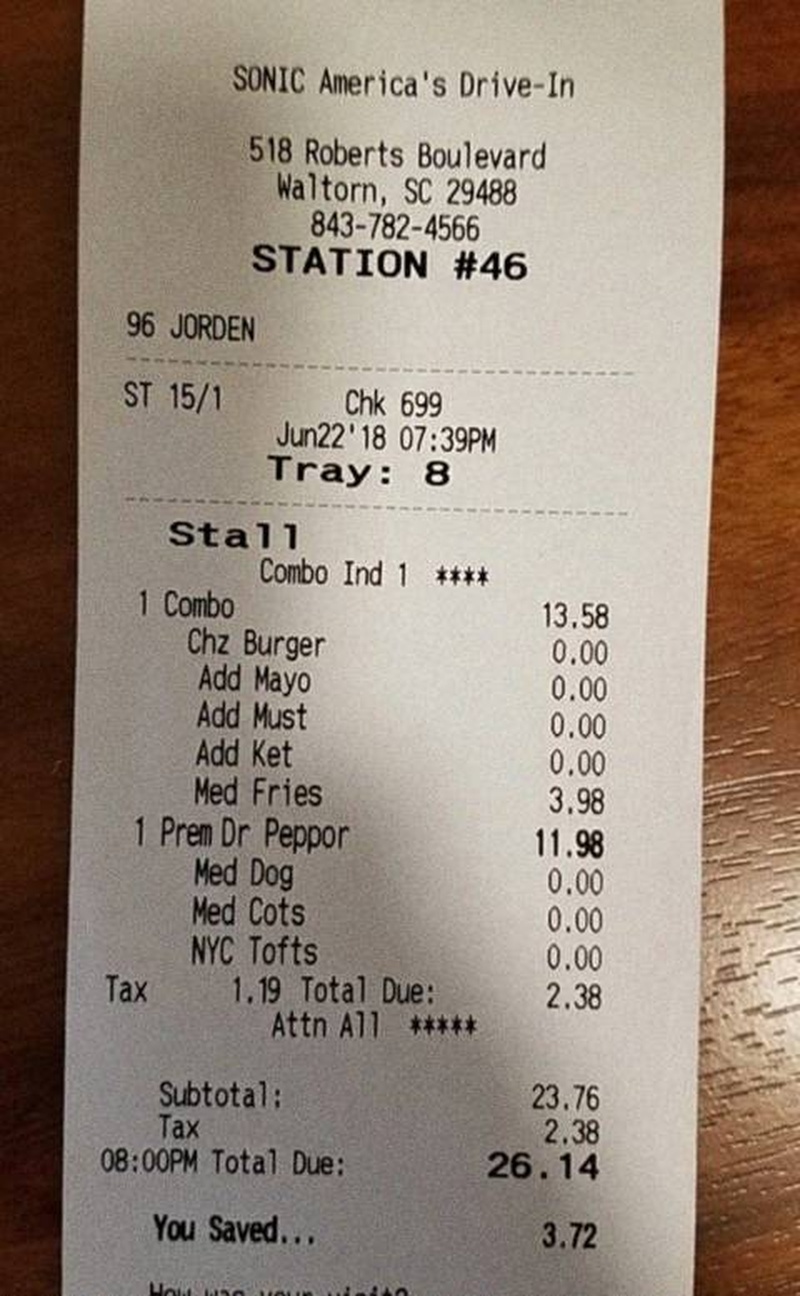 SONIC America's Drive-In
518 Roberts Boulevard
Waltorn, SC 29488
843-782-4566
STATION #46
96 JORDEN
ST 15/1 Chk 699
Jun22'18 07:39PM
Tray: 8
Stall
Combo Ind 1 ****
1 Combo 13.58
Chz Burger 0.00
Add Mayo 0.00
Add Must 0.00
Add Ket 0.00
Med Fries 3.98
1 Prem Dr Peppor 11.98
Med Dog 0.00
Med Cots 0.00
NYC Tofts 0.00
Tax 1.19 Total Due: 2.38
Attn All *****
Subtotal: 23.76
Tax 2.38
08:00PM Total Due: 26.14
You Saved... 3.72
How was your visit?